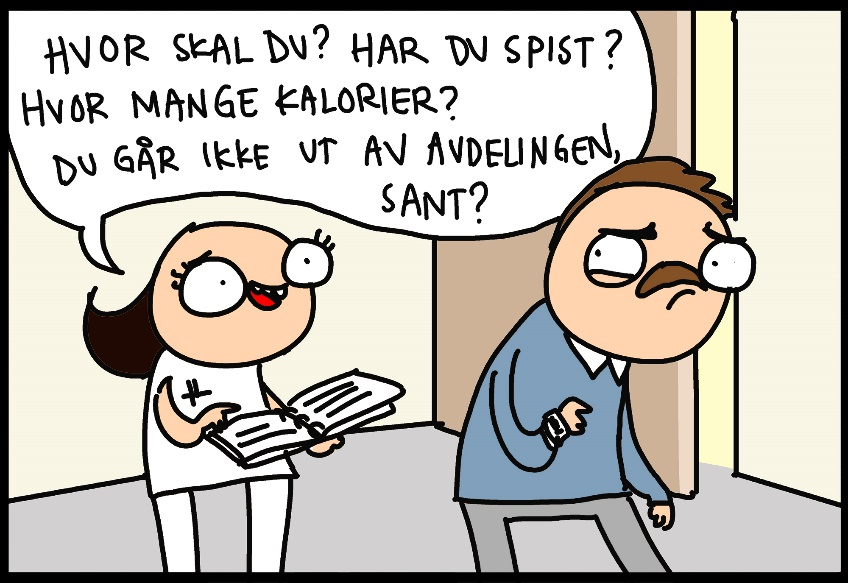 HVOR SKAL DU? HAR DU SPIST?
HVOR MANGE KALORIER?
DU GÅR IKKE UT AV AVDELINGEN,
SANT?